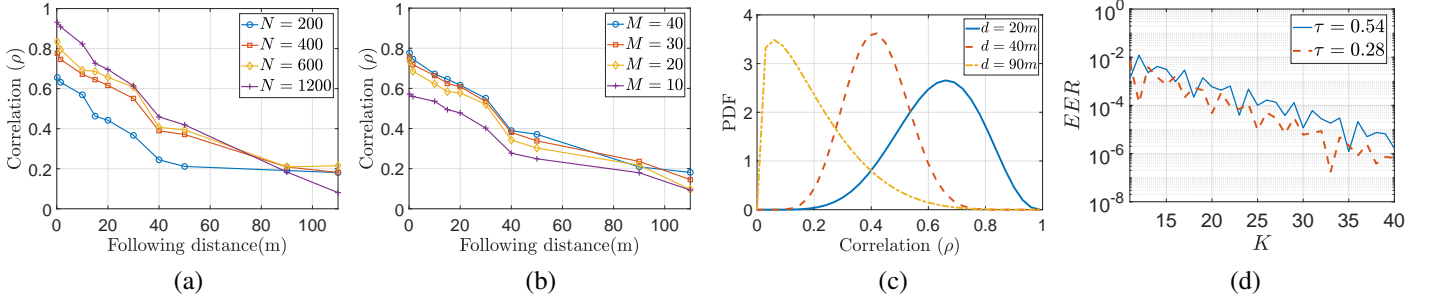 1
0.8
0.6
0.4
0.2
0
Correlation (ρ)
0 20 40 60 80 100
Following distance(m)
N = 200
N = 400
N = 600
N = 1200
(a)
1
0.8
0.6
0.4
0.2
0
Correlation (ρ)
0 20 40 60 80 100
Following distance(m)
M = 40
M = 30
M = 20
M = 10
(b)
4
3
2
1
0
PDF
0 0.2 0.4 0.6 0.8 1
Correlation (ρ)
d = 20m
d = 40m
d = 90m
(c)
10^0
10^-2
10^-4
10^-6
10^-8
EER
15 20 25 30 35 40
K
τ = 0.54
τ = 0.28
(d)